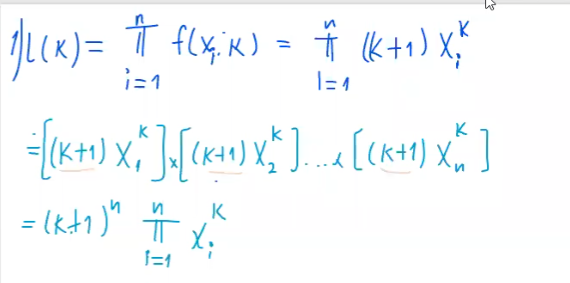 1) L(K) = ∏_{i=1}^{n} f(x_i; K) = ∏_{i=1}^{n} (K+1) X_i^K
= [(K+1) X_1^K] × [(K+1) X_2^K] ... × [(K+1) X_n^K]
= (K+1)^n ∏_{i=1}^{n} X_i^K